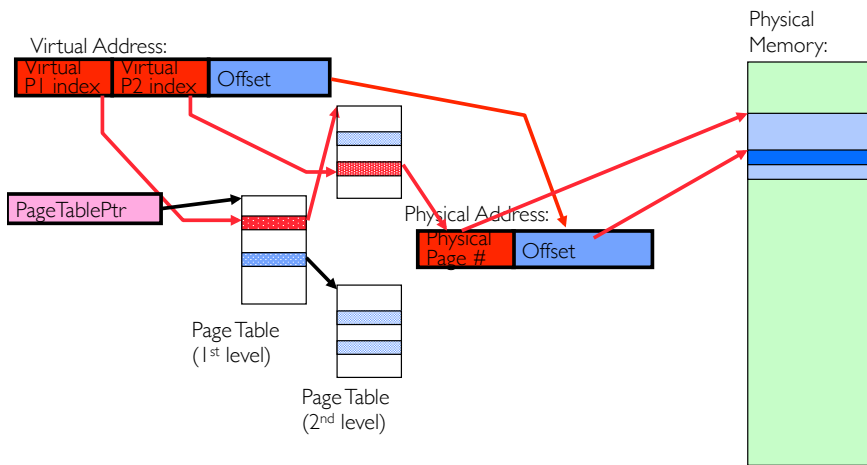 Virtual Address:
Virtual
P1 index
Virtual
P2 index
Offset
Physical
Memory:
PageTablePtr
Physical Address:
Physical
Page #
Offset
Page Table
(1st level)
Page Table
(2nd level)